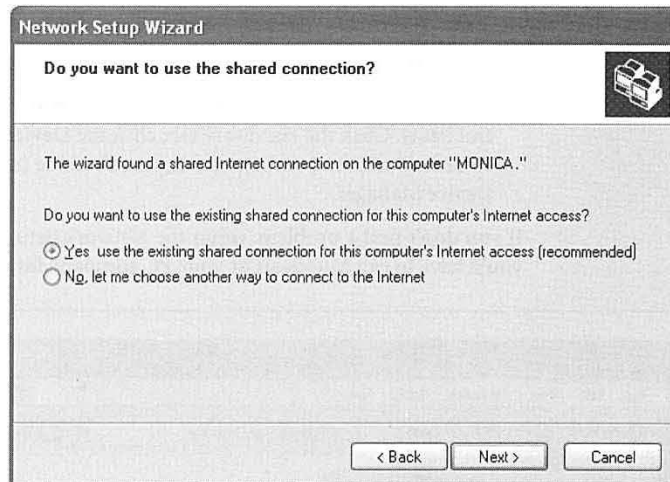 Network Setup Wizard
Do you want to use the shared connection?
The wizard found a shared Internet connection on the computer "MONICA."
Do you want to use the existing shared connection for this computer's Internet access?
Yes use the existing shared connection for this computer's Internet access (recommended)
No, let me choose another way to connect to the Internet
< Back
Next >
Cancel